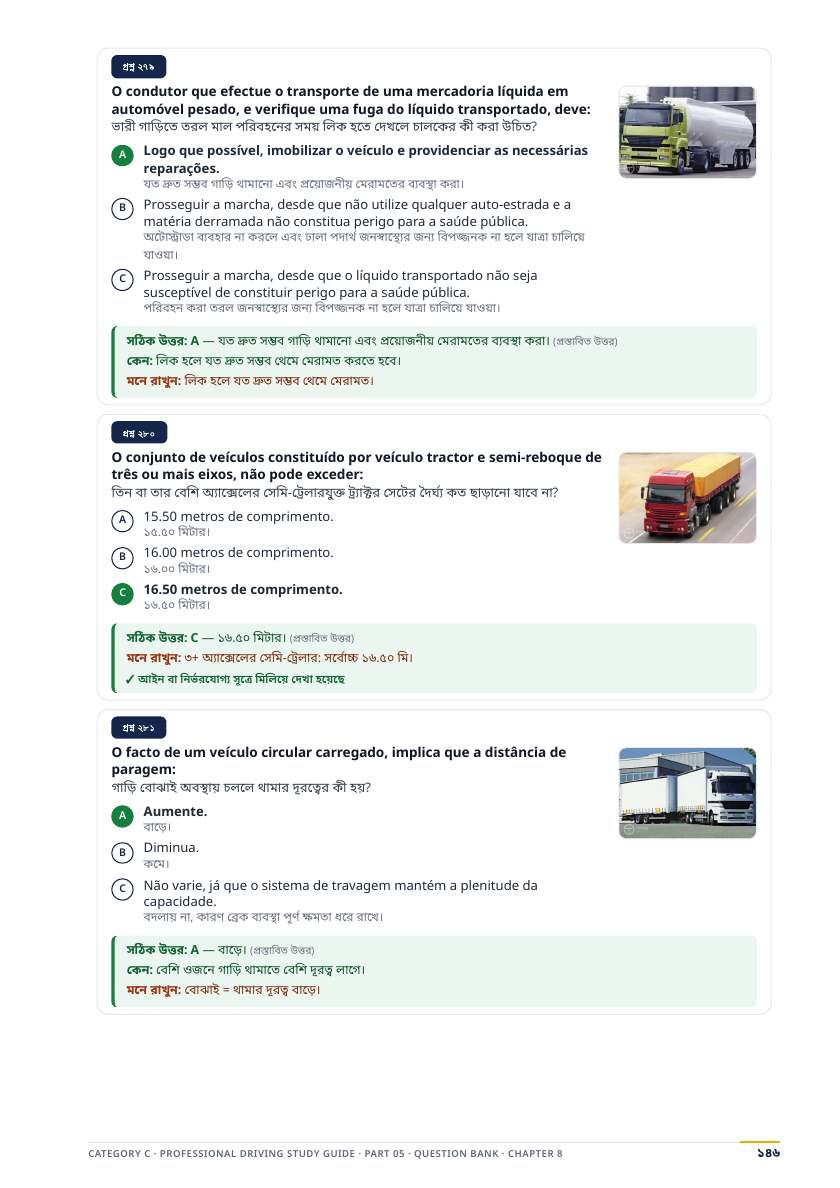 প্রশ্ন ২৭৯
O condutor que efectue o transporte de uma mercadoria líquida em
automóvel pesado, e verifique uma fuga do líquido transportado, deve:
ভারী গাড়িতে তরল মাল পরিবহনের সময় লিক হতে দেখলে চালকের কী করা উচিত?
A Logo que possível, imobilizar o veículo e providenciar as necessárias
reparações.
যত দ্রুত সম্ভব গাড়ি থামানো এবং প্রয়োজনীয় মেরামতের ব্যবস্থা করা।
B Prosseguir a marcha, desde que não utilize qualquer auto-estrada e a
matéria derramada não constitua perigo para a saúde pública.
অটোস্ট্রাডা ব্যবহার না করলে এবং ঢালা পদার্থ জনস্বাস্থ্যের জন্য বিপজ্জনক না হলে যাত্রা চালিয়ে
যাওয়া।
C Prosseguir a marcha, desde que o líquido transportado não seja
susceptível de constituir perigo para a saúde pública.
পরিবহন করা তরল জনস্বাস্থ্যের জন্য বিপজ্জনক না হলে যাত্রা চালিয়ে যাওয়া।
সঠিক উত্তর: A — যত দ্রুত সম্ভব গাড়ি থামানো এবং প্রয়োজনীয় মেরামতের ব্যবস্থা করা। (প্রস্তাবিত উত্তর)
কেন: লিক হলে যত দ্রুত সম্ভব থেমে মেরামত করতে হবে।
মনে রাখুন: লিক হলে যত দ্রুত সম্ভব থেমে মেরামত।
প্রশ্ন ২৮০
O conjunto de veículos constituído por veículo tractor e semi-reboque de
três ou mais eixos, não pode exceder:
তিন বা তার বেশি অ্যাক্সেলের সেমি-ট্রেলারযুক্ত ট্র্যাক্টর সেটের দৈর্ঘ্য কত ছাড়ানো যাবে না?
A 15.50 metros de comprimento.
১৫.৫০ মিটার।
B 16.00 metros de comprimento.
১৬.০০ মিটার।
C 16.50 metros de comprimento.
১৬.৫০ মিটার।
সঠিক উত্তর: C — ১৬.৫০ মিটার। (প্রস্তাবিত উত্তর)
মনে রাখুন: ৩+ অ্যাক্সেলের সেমি-ট্রেলার: সর্বোচ্চ ১৬.৫০ মি।
✓ আইন বা নির্ভরযোগ্য সূত্রে মিলিয়ে দেখা হয়েছে
প্রশ্ন ২৮১
O facto de um veículo circular carregado, implica que a distância de
paragem:
গাড়ি বোঝাই অবস্থায় চললে থামার দূরত্বের কী হয়?
A Aumente.
বাড়ে।
B Diminua.
কমে।
C Não varie, já que o sistema de travagem mantém a plenitude da
capacidade.
বদলায় না, কারণ ব্রেক ব্যবস্থা পূর্ণ ক্ষমতা ধরে রাখে।
সঠিক উত্তর: A — বাড়ে। (প্রস্তাবিত উত্তর)
কেন: বেশি ওজনে গাড়ি থামাতে বেশি দূরত্ব লাগে।
মনে রাখুন: বোঝাই = থামার দূরত্ব বাড়ে।
CATEGORY C · PROFESSIONAL DRIVING STUDY GUIDE · PART 05 · QUESTION BANK · CHAPTER 8
১৪৬